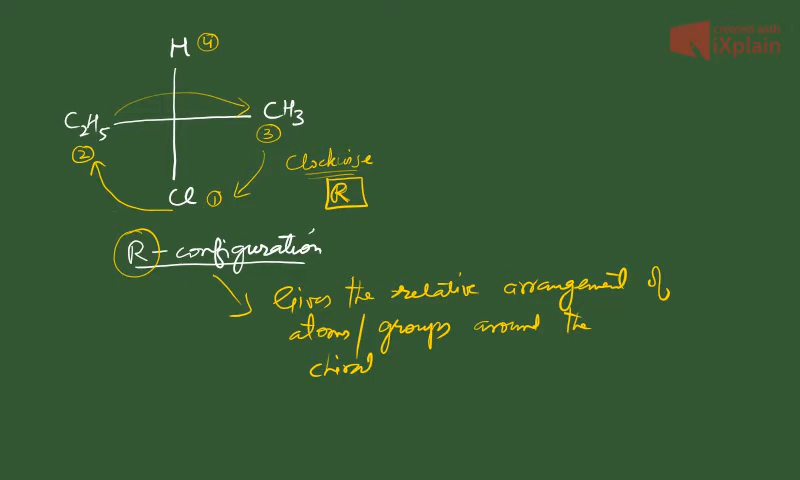 created with
iXplain
H ④
C₂H₅ CH₃
② ③
Clockwise
Cl ① R
R - configuration
Gives the relative arrangement of
atoms/groups around the
chiral